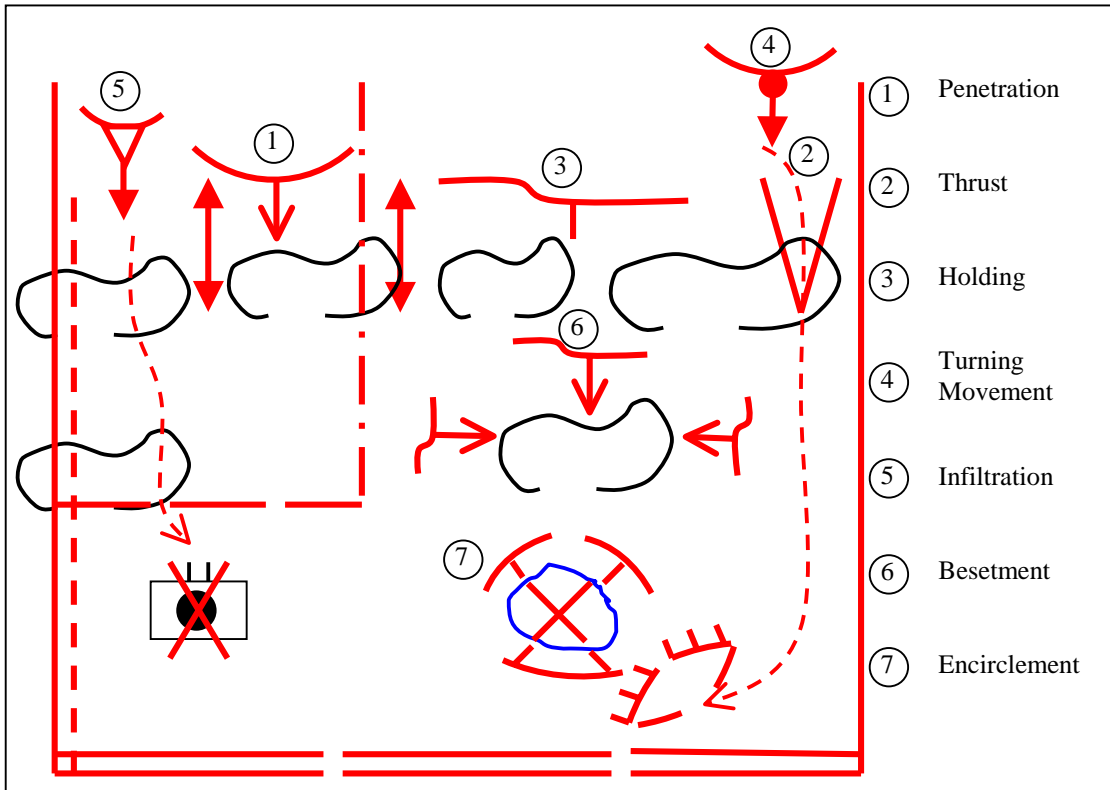 4
5
1
3
2
6
7
1 Penetration
2 Thrust
3 Holding
4 Turning
Movement
5 Infiltration
6 Besetment
7 Encirclement